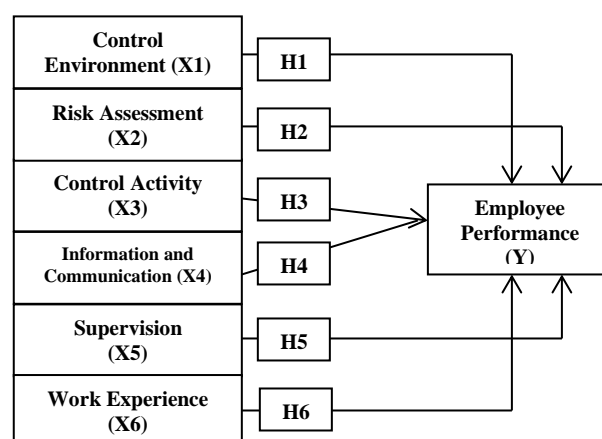 Control
Environment (X1)
H1
Risk Assessment
(X2)
H2
Control Activity
(X3)
H3
Information and
Communication (X4)
H4
Employee
Performance
(Y)
Supervision
(X5)
H5
Work Experience
(X6)
H6